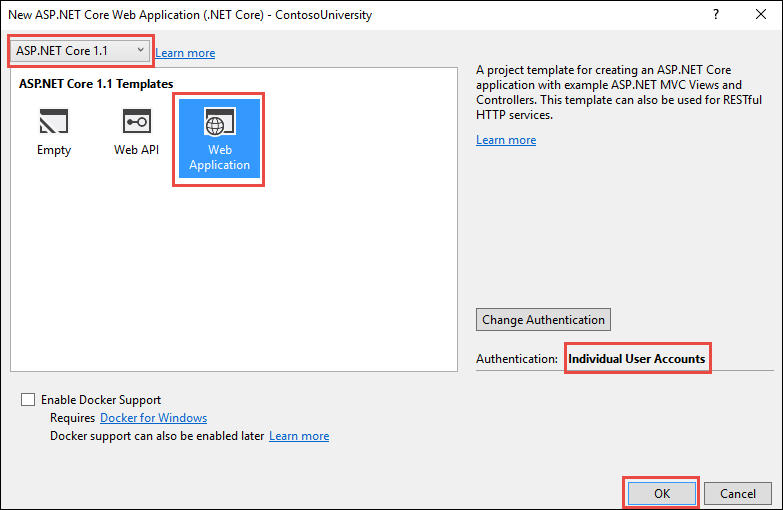 New ASP.NET Core Web Application (.NET Core) - ContosoUniversity
ASP.NET Core 1.1
Learn more
ASP.NET Core 1.1 Templates
Empty
Web API
Web
Application
A project template for creating an ASP.NET Core
application with example ASP.NET MVC Views and
Controllers. This template can also be used for RESTful
HTTP services.
Learn more
Change Authentication
Authentication: Individual User Accounts
Enable Docker Support
Requires Docker for Windows
Docker support can also be enabled later Learn more
OK
Cancel